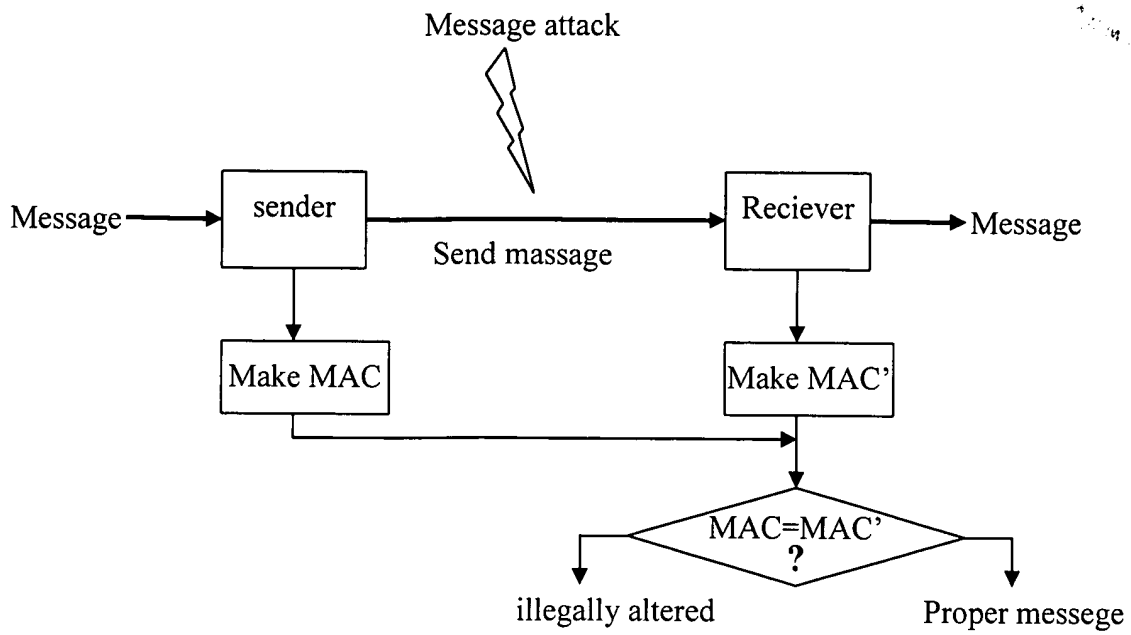 Message attack
Message
sender
Reciever
Message
Send massage
Make MAC
Make MAC’
MAC=MAC’
?
illegally altered
Proper messege